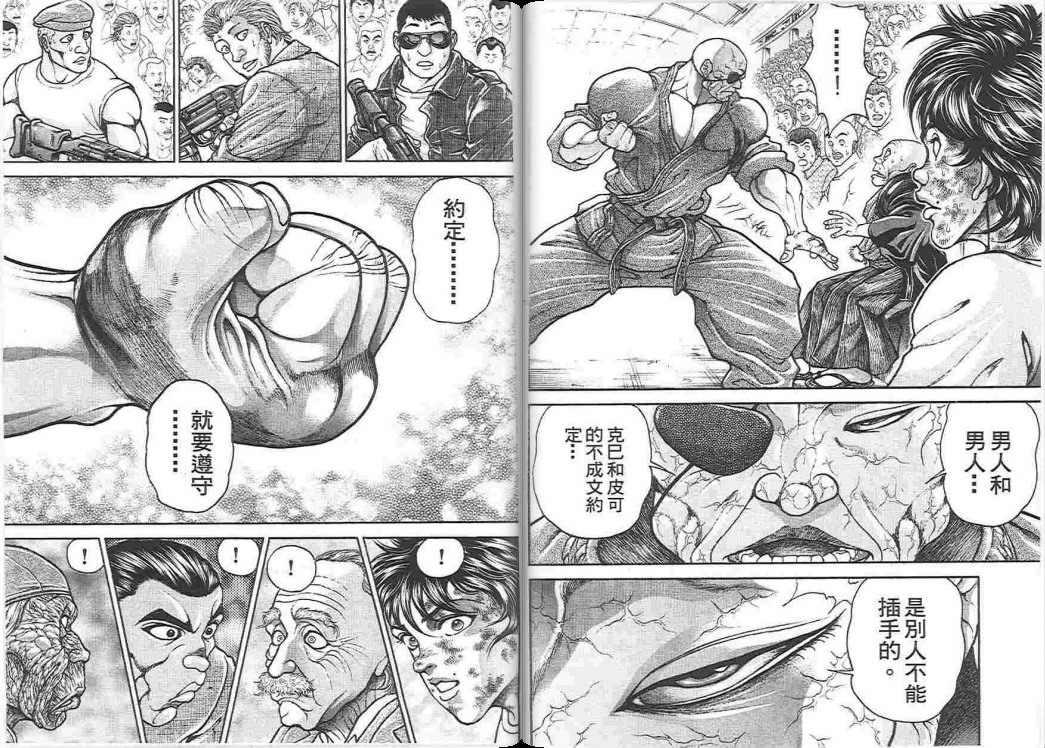 ………！
男人和
男人…
克巳和皮可
的不成文約
定…
是別人不能
插手的。
約定………
就要遵守
………
！
！
！
！